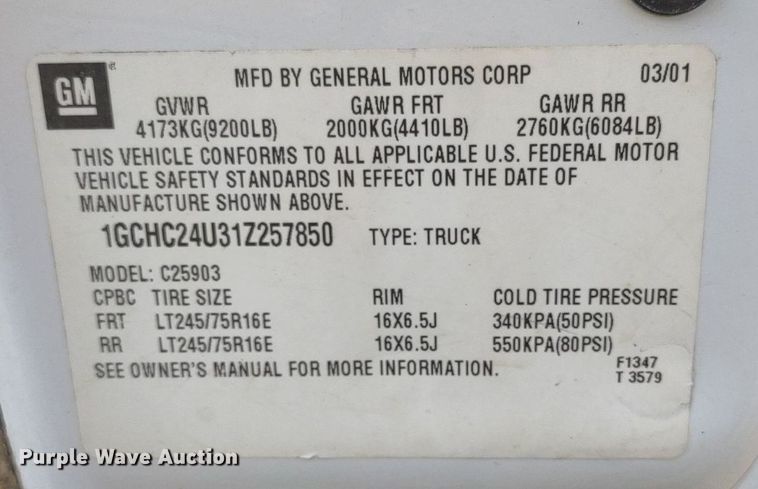 GM ®
MFD BY GENERAL MOTORS CORP 03/01
GVWR GAWR FRT GAWR RR
4173KG(9200LB) 2000KG(4410LB) 2760KG(6084LB)
THIS VEHICLE CONFORMS TO ALL APPLICABLE U.S. FEDERAL MOTOR
VEHICLE SAFETY STANDARDS IN EFFECT ON THE DATE OF
MANUFACTURE SHOWN ABOVE.
1GCHC24U31Z257850 TYPE: TRUCK
MODEL: C25903
CPBC TIRE SIZE RIM COLD TIRE PRESSURE
FRT LT245/75R16E 16X6.5J 340KPA(50PSI)
RR LT245/75R16E 16X6.5J 550KPA(80PSI)
SEE OWNER'S MANUAL FOR MORE INFORMATION.
F1347
T 3579
Purple Wave Auction